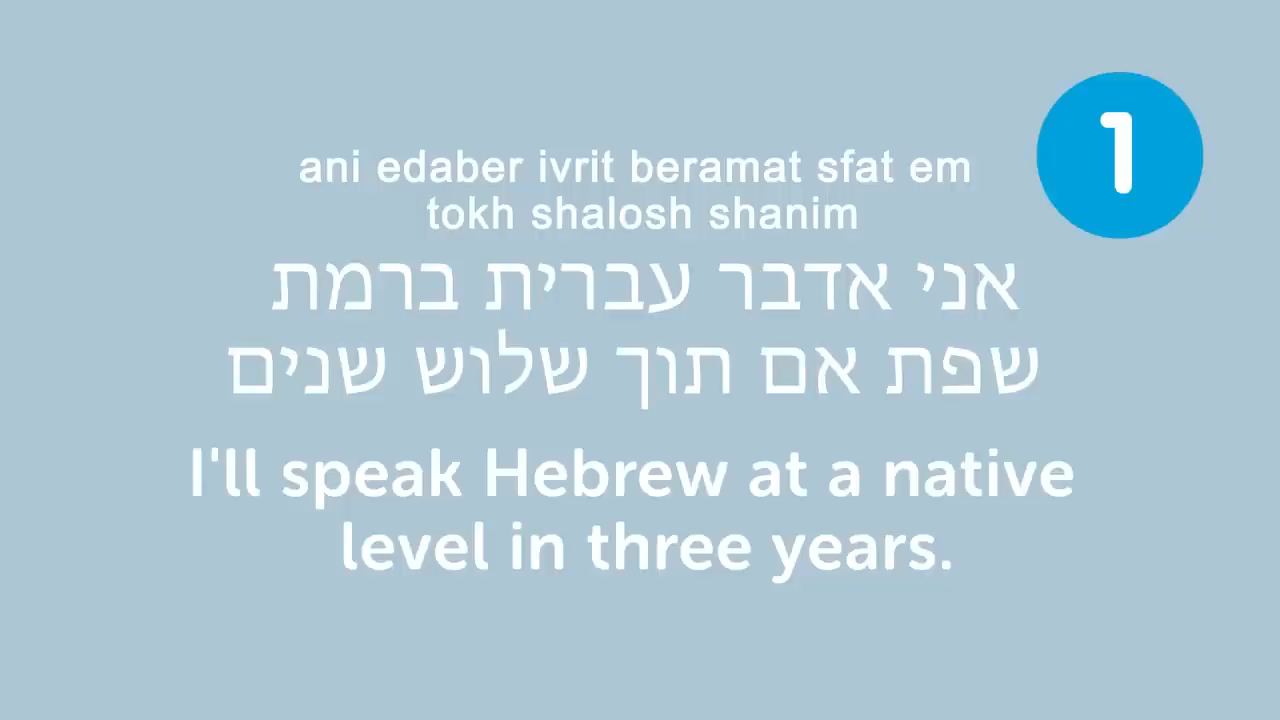 1
ani edaber ivrit beramat sfat em
tokh shalosh shanim
אני אדבר עברית ברמת
שפת אם תוך שלוש שנים
I'll speak Hebrew at a native
level in three years.